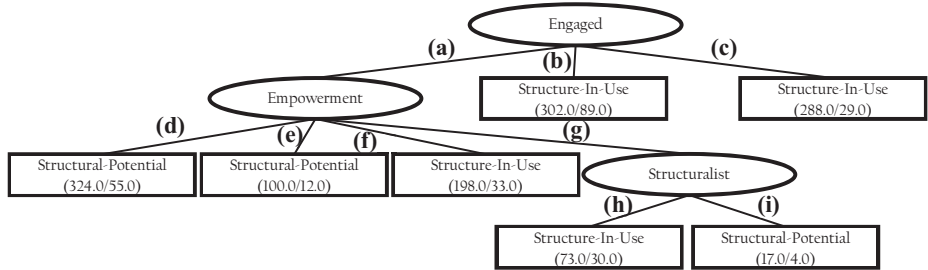 Engaged
(a)
(b)
(c)
Empowerment
Structure-In-Use
(302.0/89.0)
Structure-In-Use
(288.0/29.0)
(d)
(e)
(f)
(g)
Structural-Potential
(324.0/55.0)
Structural-Potential
(100.0/12.0)
Structure-In-Use
(198.0/33.0)
Structuralist
(h)
(i)
Structure-In-Use
(73.0/30.0)
Structural-Potential
(17.0/4.0)